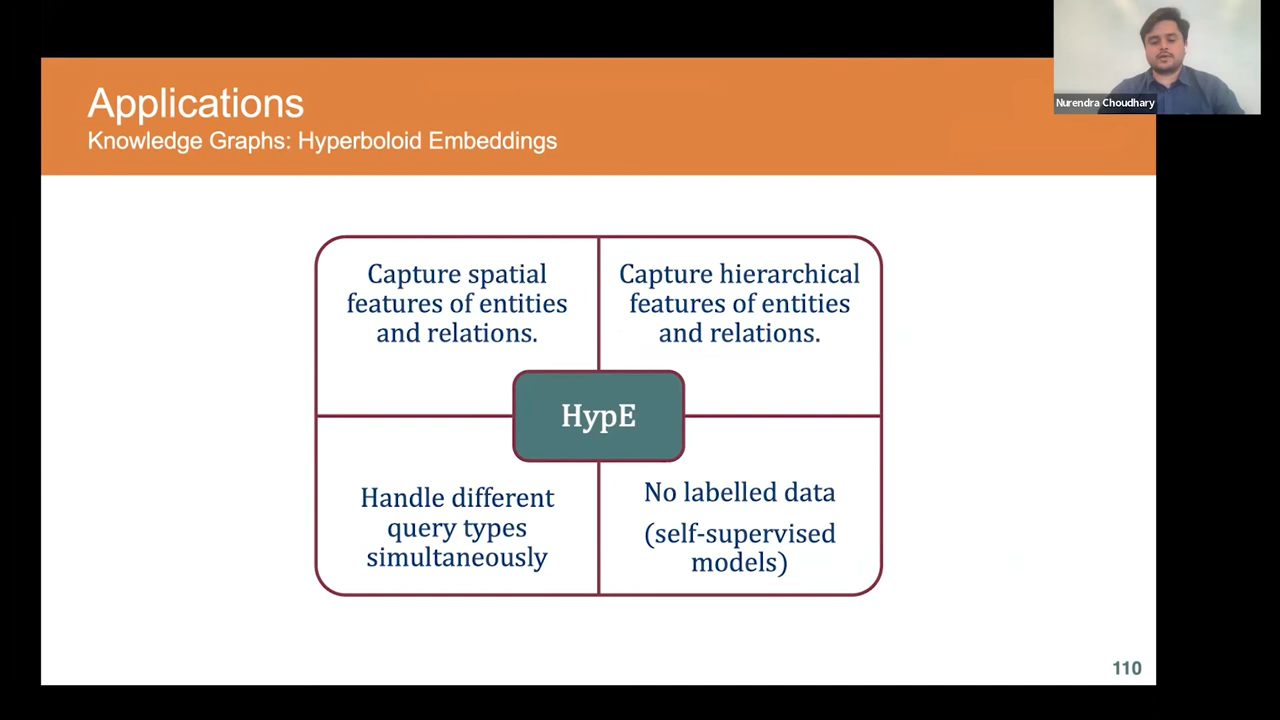 Applications
Knowledge Graphs: Hyperboloid Embeddings
Nurendra Choudhary
Capture spatial
features of entities
and relations.
Capture hierarchical
features of entities
and relations.
HypE
Handle different
query types
simultaneously
No labelled data
(self-supervised
models)
110